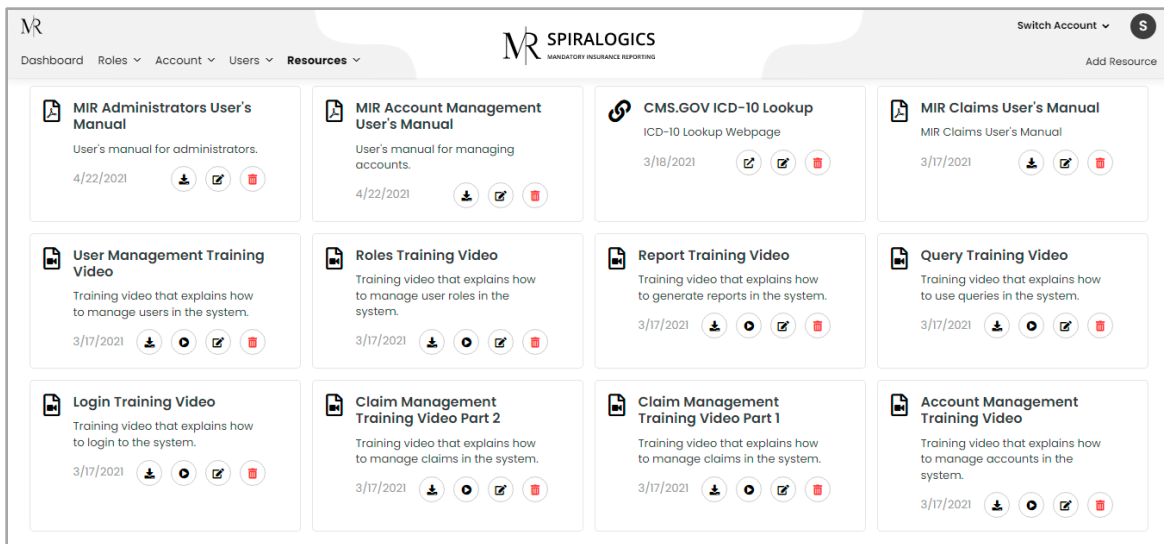 MR
Switch Account
S
MR SPIRALOGICS
MANDATORY INSURANCE REPORTING
Dashboard Roles Account Users Resources
Add Resource
MIR Administrators User's
Manual
User's manual for administrators.
4/22/2021
MIR Account Management
User's Manual
User's manual for managing
accounts.
4/22/2021
CMS.GOV ICD-10 Lookup
ICD-10 Lookup Webpage
3/18/2021
MIR Claims User's Manual
MIR Claims User's Manual
3/17/2021
User Management Training
Video
Training video that explains how
to manage users in the system.
3/17/2021
Roles Training Video
Training video that explains how
to manage user roles in the
system.
3/17/2021
Report Training Video
Training video that explains how
to generate reports in the system.
3/17/2021
Query Training Video
Training video that explains how
to use queries in the system.
3/17/2021
Login Training Video
Training video that explains how
to login to the system.
3/17/2021
Claim Management
Training Video Part 2
Training video that explains how
to manage claims in the system.
3/17/2021
Claim Management
Training Video Part 1
Training video that explains how
to manage claims in the system.
3/17/2021
Account Management
Training Video
Training video that explains how
to manage accounts in the
system.
3/17/2021